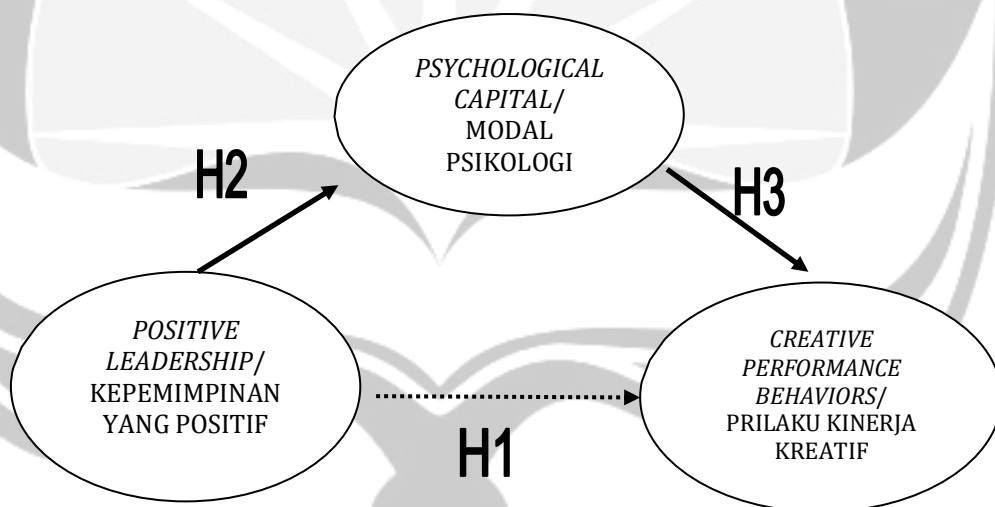 PSYCHOLOGICAL
CAPITAL/
MODAL
PSIKOLOGI
H2
H3
POSITIVE
LEADERSHIP/
KEPEMIMPINAN
YANG POSITIF
CREATIVE
PERFORMANCE
BEHAVIORS/
PRILAKU KINERJA
KREATIF
H1